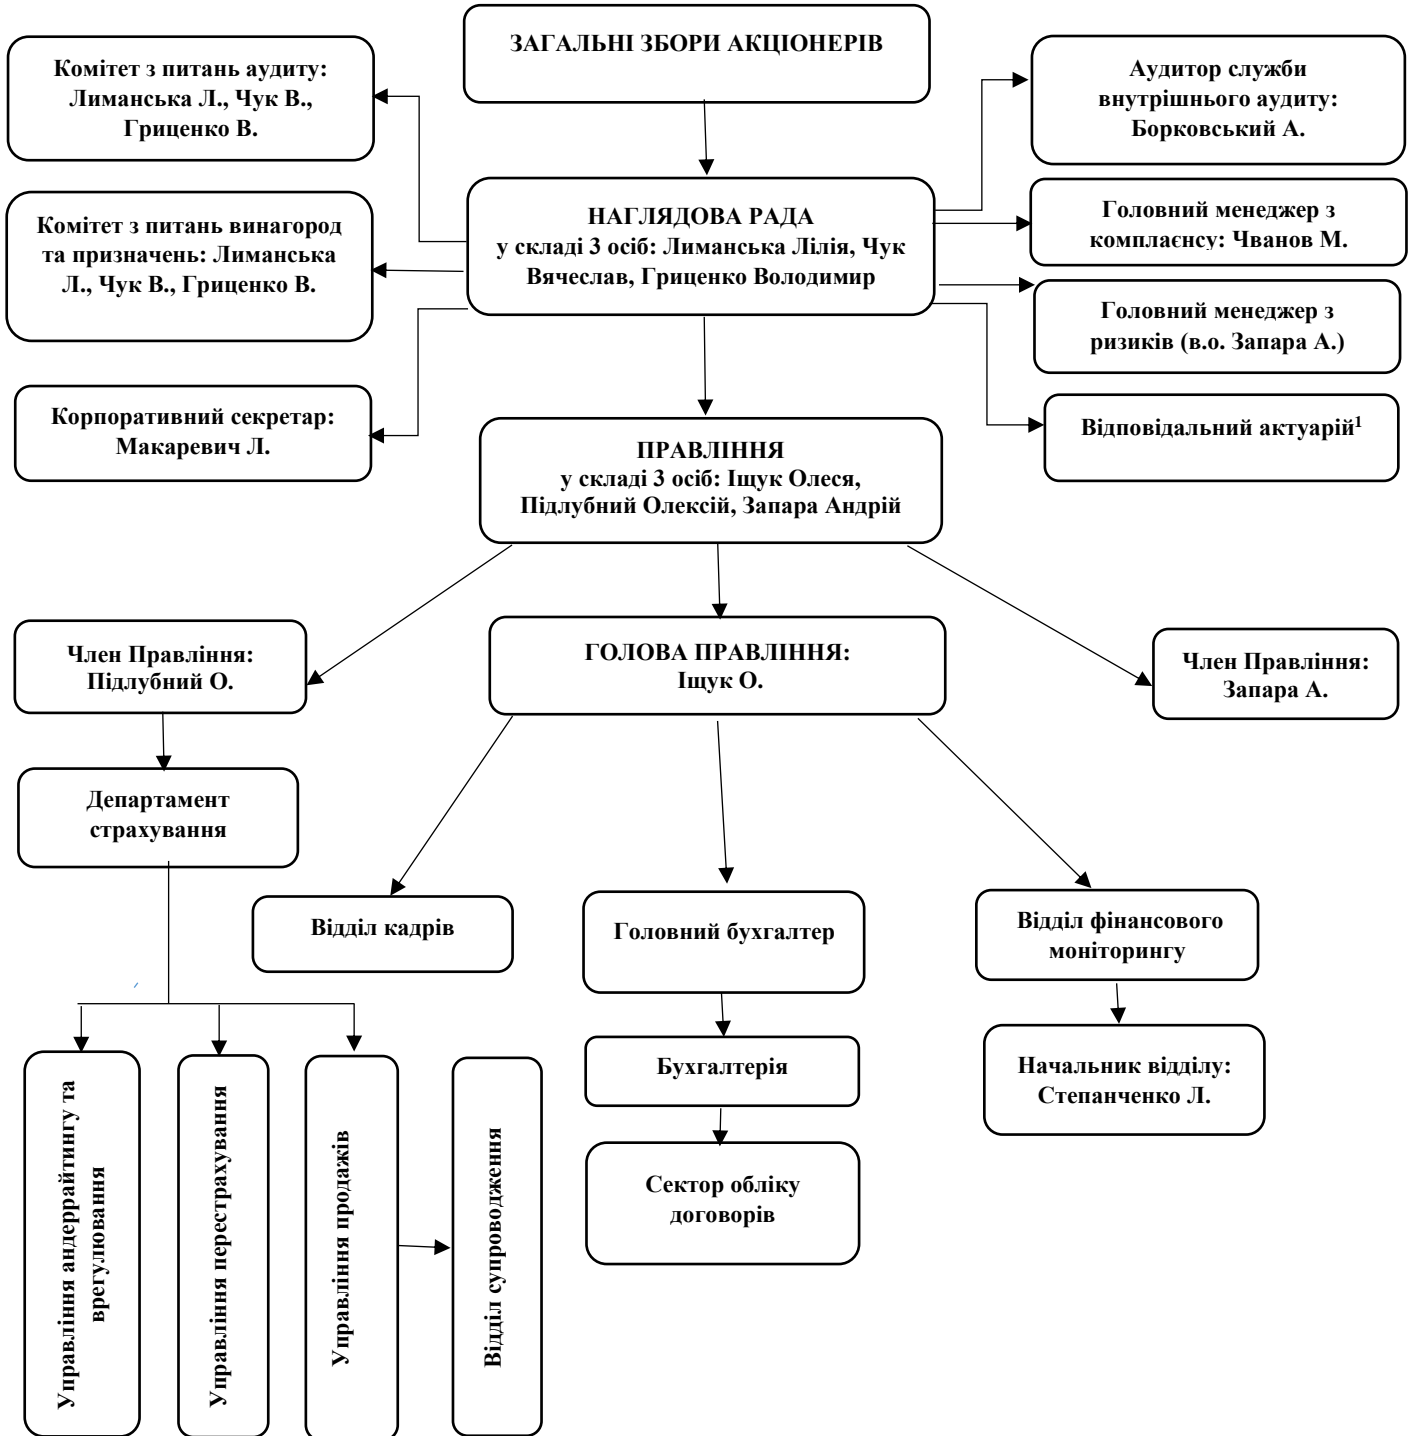 ЗАГАЛЬНІ ЗБОРИ АКЦІОНЕРІВ
Комітет з питань аудиту:
Лиманська Л., Чук В.,
Гриценко В.
Аудитор служби
внутрішнього аудиту:
Борковський А.
НАГЛЯДОВА РАДА
у складі 3 осіб: Лиманська Лілія, Чук
Вячеслав, Гриценко Володимир
Комітет з питань винагород
та призначень: Лиманська
Л., Чук В., Гриценко В.
Головний менеджер з
комплаєнсу: Чванов М.
Головний менеджер з
ризиків (в.о. Запара А.)
Корпоративний секретар:
Макаревич Л.
Відповідальний актуарій¹
ПРАВЛІННЯ
у складі 3 осіб: Іщук Олеся,
Підлубний Олексій, Запара Андрій
Член Правління:
Підлубний О.
ГОЛОВА ПРАВЛІННЯ:
Іщук О.
Член Правління:
Запара А.
Департамент
страхування
Відділ кадрів
Головний бухгалтер
Відділ фінансового
моніторингу
Бухгалтерія
Начальник відділу:
Степанченко Л.
Сектор обліку
договорів
Управління андеррайтингу та
врегулювання
Управління перестрахування
Управління продажів
Відділ супроводження